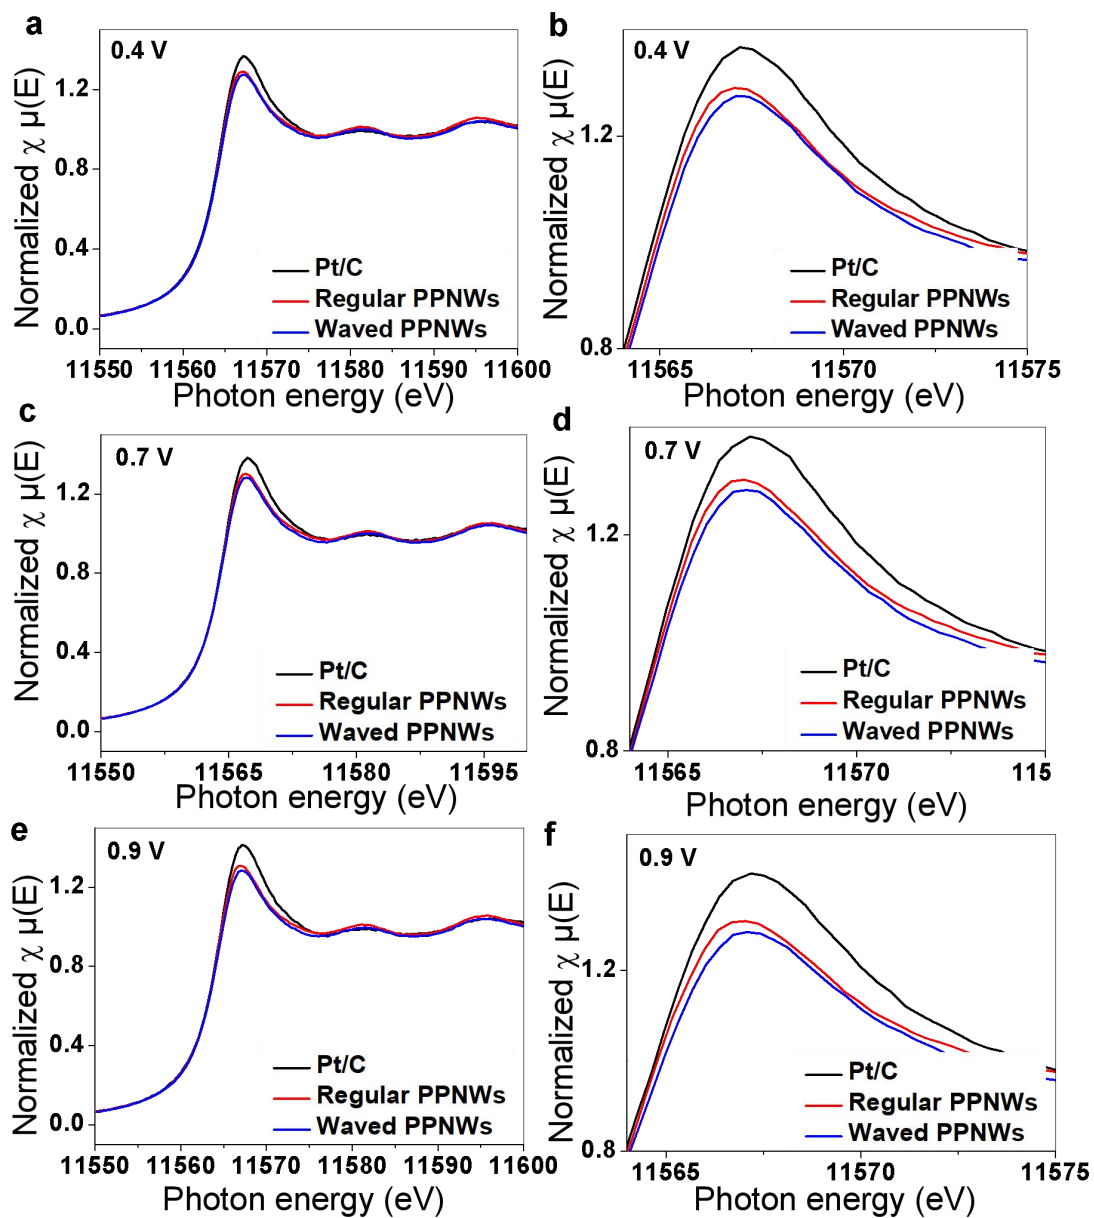 a
0.4 V
Normalized χ μ(E)
1.2
0.8
0.4
0.0
Pt/C
Regular PPNWs
Waved PPNWs
11550 11560 11570 11580 11590 11600
Photon energy (eV)
b
0.4 V
Normalized χ μ(E)
1.2
0.8
Pt/C
Regular PPNWs
Waved PPNWs
11565 11570 11575
Photon energy (eV)
c
0.7 V
Normalized χ μ(E)
1.2
0.8
0.4
0.0
Pt/C
Regular PPNWs
Waved PPNWs
11550 11565 11580 11595
Photon energy (eV)
d
0.7 V
Normalized χ μ(E)
1.2
0.8
Pt/C
Regular PPNWs
Waved PPNWs
11565 11570 115
Photon energy (eV)
e
0.9 V
Normalized χ μ(E)
1.2
0.8
0.4
0.0
Pt/C
Regular PPNWs
Waved PPNWs
11550 11560 11570 11580 11590 11600
Photon energy (eV)
f
0.9 V
Normalized χ μ(E)
1.2
0.8
Pt/C
Regular PPNWs
Waved PPNWs
11565 11570 11575
Photon energy (eV)